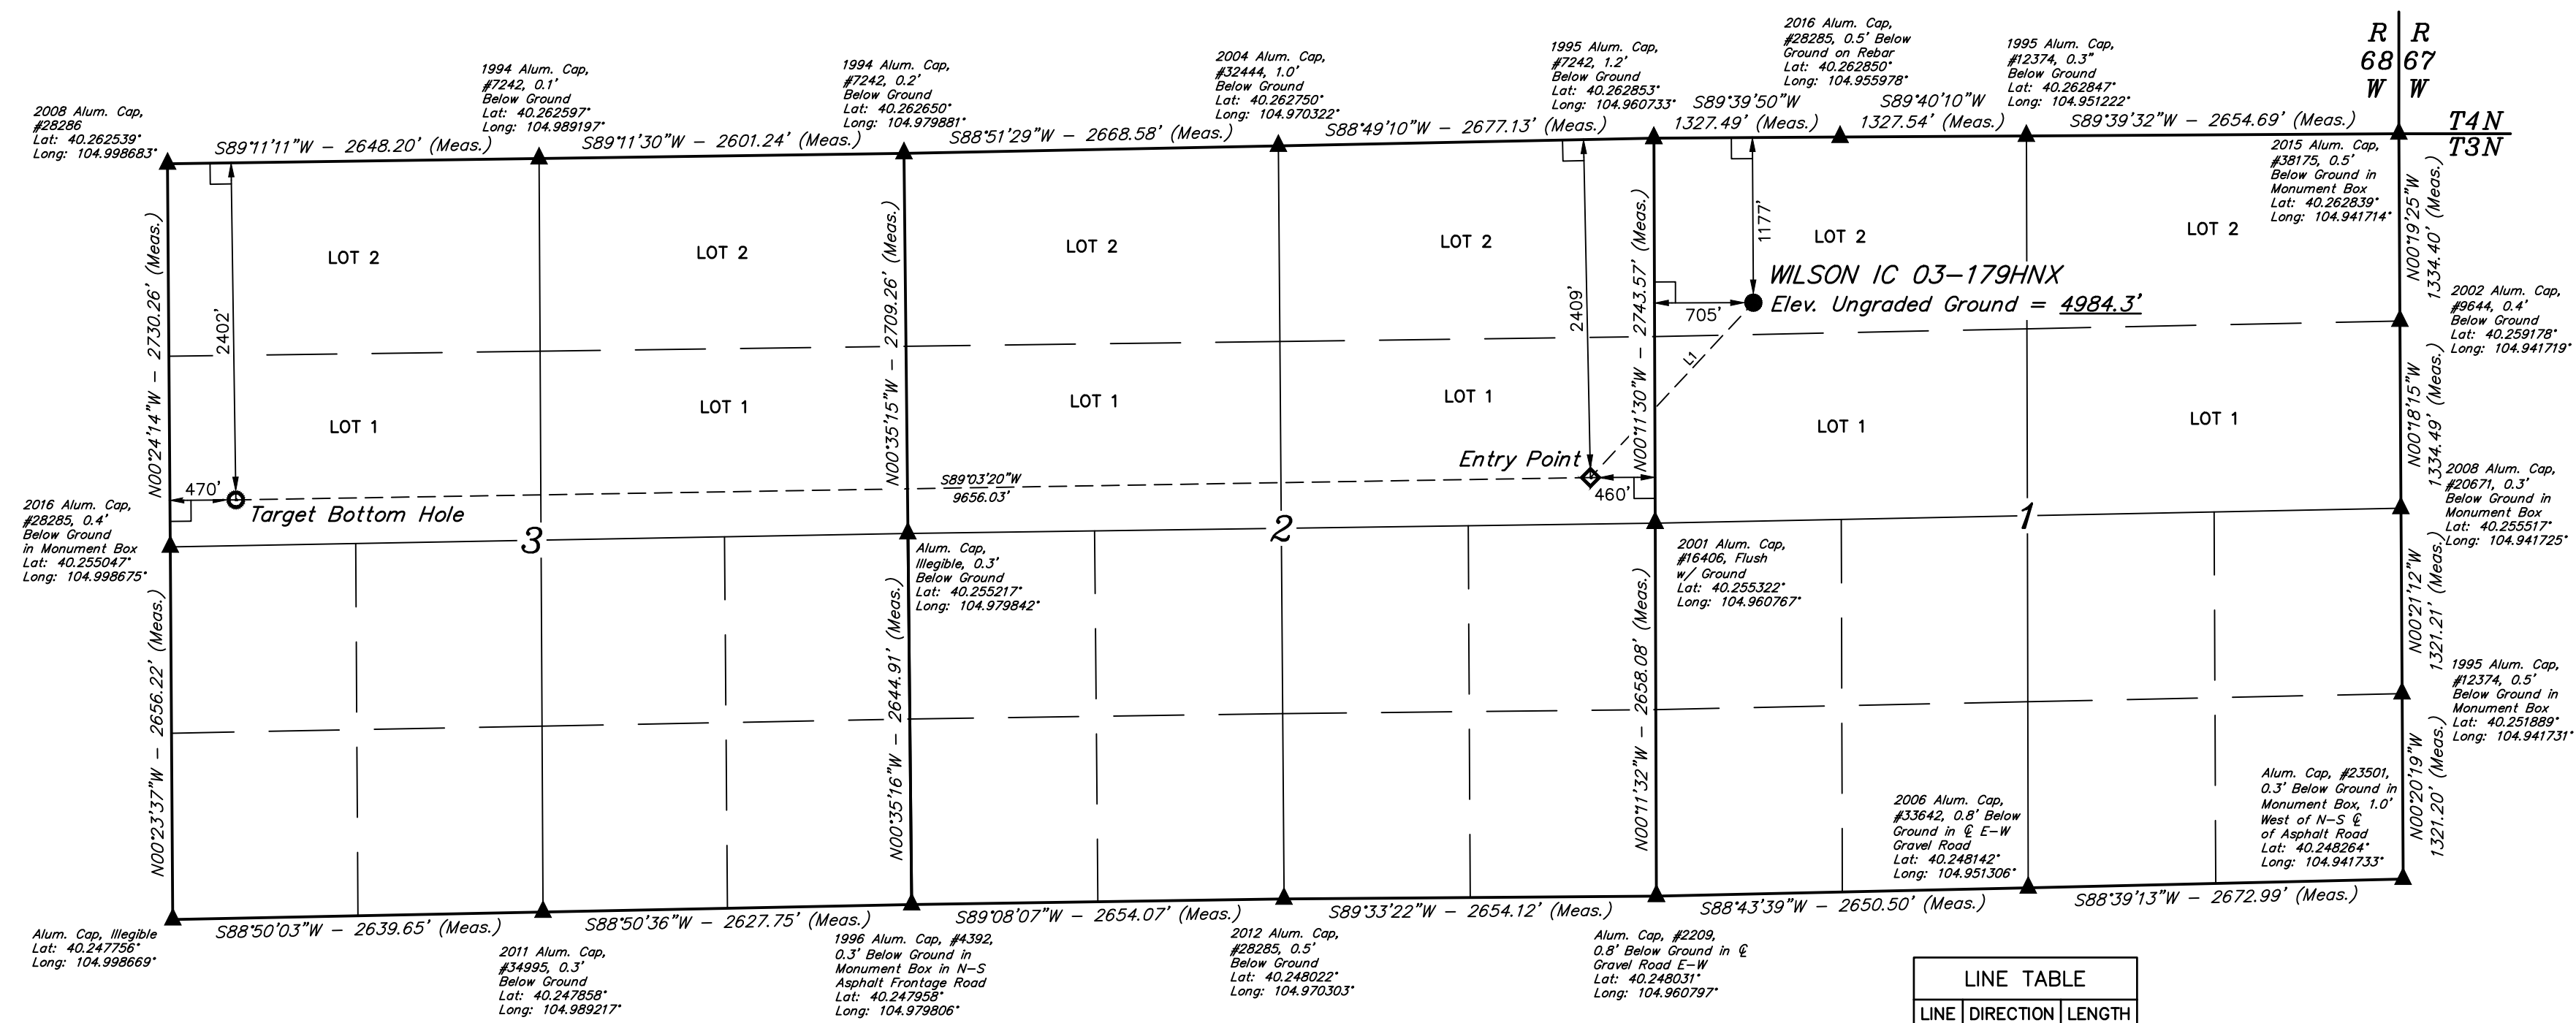 2008 Alum. Cap,
#28286
Lat: 40.262539°
Long: 104.998683°
1994 Alum. Cap,
#7242, 0.1'
Below Ground
Lat: 40.262597°
Long: 104.989197°
1994 Alum. Cap,
#7242, 0.2'
Below Ground
Lat: 40.262650°
Long: 104.979881°
2004 Alum. Cap,
#32444, 1.0'
Below Ground
Lat: 40.262750°
Long: 104.970322°
1995 Alum. Cap,
#7242, 1.2'
Below Ground
Lat: 40.262853°
Long: 104.960733°
2016 Alum. Cap,
#28285, 0.5' Below
Ground on Rebar
Lat: 40.262850°
Long: 104.955978°
1995 Alum. Cap,
#12374, 0.3"
Below Ground
Lat: 40.262847°
Long: 104.951222°
R R
68 67
W W
T4N
T3N
S89°11'11"W - 2648.20' (Meas.)
S89°11'30"W - 2601.24' (Meas.)
S88°51'29"W - 2668.58' (Meas.)
S88°49'10"W - 2677.13' (Meas.)
S89°39'50"W
1327.49' (Meas.)
S89°40'10"W
1327.54' (Meas.)
S89°39'32"W - 2654.69' (Meas.)
2015 Alum. Cap,
#38175, 0.5'
Below Ground in
Monument Box
Lat: 40.262839°
Long: 104.941714°
N00°24'14"W - 2730.26' (Meas.)
2402'
LOT 2
LOT 2
N00°35'15"W - 2709.26' (Meas.)
LOT 2
LOT 2
2409'
N00°11'30"W - 2743.57' (Meas.)
1177'
LOT 2
LOT 2
N00°19'25"W
1334.40' (Meas.)
WILSON IC 03-179HNX
Elev. Ungraded Ground = 4984.3'
705'
L1
2002 Alum. Cap,
#9644, 0.4'
Below Ground
Lat: 40.259178°
Long: 104.941719°
LOT 1
LOT 1
LOT 1
LOT 1
LOT 1
LOT 1
N00°18'15"W
1334.49' (Meas.)
Entry Point
460'
S89°03'20"W
9656.03'
470'
Target Bottom Hole
2016 Alum. Cap,
#28285, 0.4'
Below Ground
in Monument Box
Lat: 40.255047°
Long: 104.998675°
2008 Alum. Cap,
#20671, 0.3'
Below Ground in
Monument Box
Lat: 40.255517°
Long: 104.941725°
3
2
1
Alum. Cap,
Illegible, 0.3'
Below Ground
Lat: 40.255217°
Long: 104.979842°
2001 Alum. Cap,
#16406, Flush
w/ Ground
Lat: 40.255322°
Long: 104.960767°
N00°23'37"W - 2656.22' (Meas.)
N00°35'16"W - 2644.91' (Meas.)
N00°11'32"W - 2658.08' (Meas.)
N00°21'12"W
1321.21' (Meas.)
1995 Alum. Cap,
#12374, 0.5'
Below Ground in
Monument Box
Lat: 40.251889°
Long: 104.941731°
N00°20'19"W
1321.20' (Meas.)
2006 Alum. Cap,
#33642, 0.8' Below
Ground in ℄ E-W
Gravel Road
Lat: 40.248142°
Long: 104.951306°
Alum. Cap, #23501,
0.3' Below Ground in
Monument Box, 1.0'
West of N-S ℄
of Asphalt Road
Lat: 40.248264°
Long: 104.941733°
S88°50'03"W - 2639.65' (Meas.)
S88°50'36"W - 2627.75' (Meas.)
S89°08'07"W - 2654.07' (Meas.)
S89°33'22"W - 2654.12' (Meas.)
S88°43'39"W - 2650.50' (Meas.)
S88°39'13"W - 2672.99' (Meas.)
Alum. Cap, Illegible
Lat: 40.247756°
Long: 104.998669°
2011 Alum. Cap,
#34995, 0.3'
Below Ground
Lat: 40.247858°
Long: 104.989217°
1996 Alum. Cap, #4392,
0.3' Below Ground in
Monument Box in N-S
Asphalt Frontage Road
Lat: 40.247958°
Long: 104.979806°
2012 Alum. Cap,
#28285, 0.5'
Below Ground
Lat: 40.248022°
Long: 104.970303°
Alum. Cap, #2209,
0.8' Below Ground in ℄
Gravel Road E-W
Lat: 40.248031°
Long: 104.960797°
LINE TABLE
LINE DIRECTION LENGTH